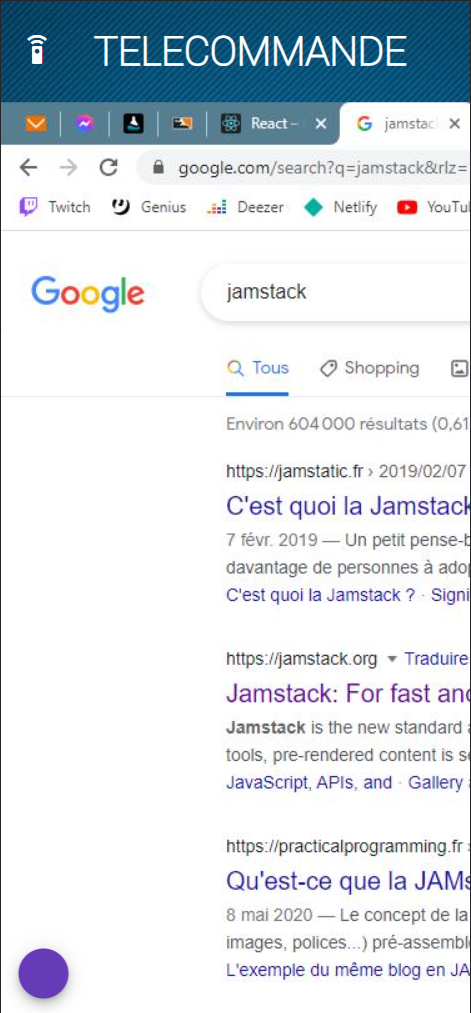 TELECOMMANDE
React – jamstac
google.com/search?q=jamstack&rlz=
Twitch Genius Deezer Netlify YouTu
Google jamstack
Tous Shopping
Environ 604 000 résultats (0,61
https://jamstatic.fr › 2019/02/07
C'est quoi la Jamstack
7 févr. 2019 — Un petit pense-b
davantage de personnes à adop
C'est quoi la Jamstack ? · Signi
https://jamstack.org Traduire
Jamstack: For fast and
Jamstack is the new standard a
tools, pre-rendered content is se
JavaScript, APIs, and · Gallery a
https://practicalprogramming.fr ›
Qu'est-ce que la JAMs
8 mai 2020 — Le concept de la
images, polices...) pré-assemblé
L'exemple du même blog en JA